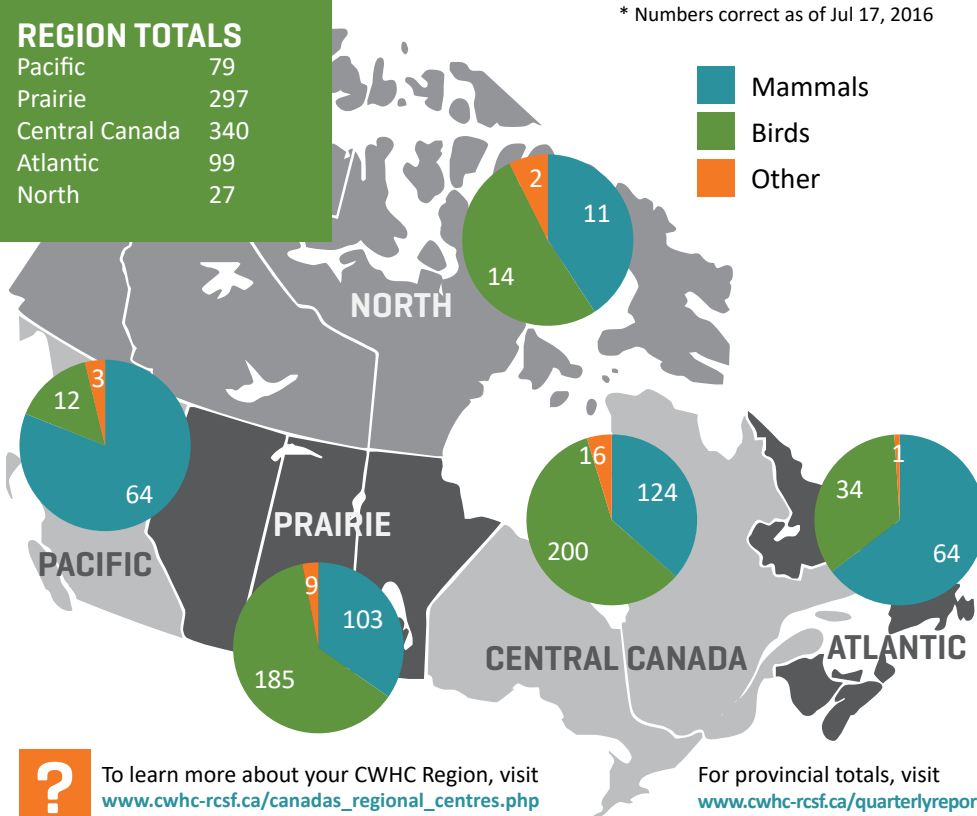 REGION TOTALS
Pacific 79
Prairie 297
Central Canada 340
Atlantic 99
North 27
* Numbers correct as of Jul 17, 2016
Mammals
Birds
Other
2
11
14
NORTH
3
12
64
PACIFIC
PRAIRIE
9
103
185
16
124
200
CENTRAL CANADA
1
34
64
ATLANTIC
?
To learn more about your CWHC Region, visit
www.cwhc-rcsf.ca/canadas_regional_centres.php
For provincial totals, visit
www.cwhc-rcsf.ca/quarterlyrepor